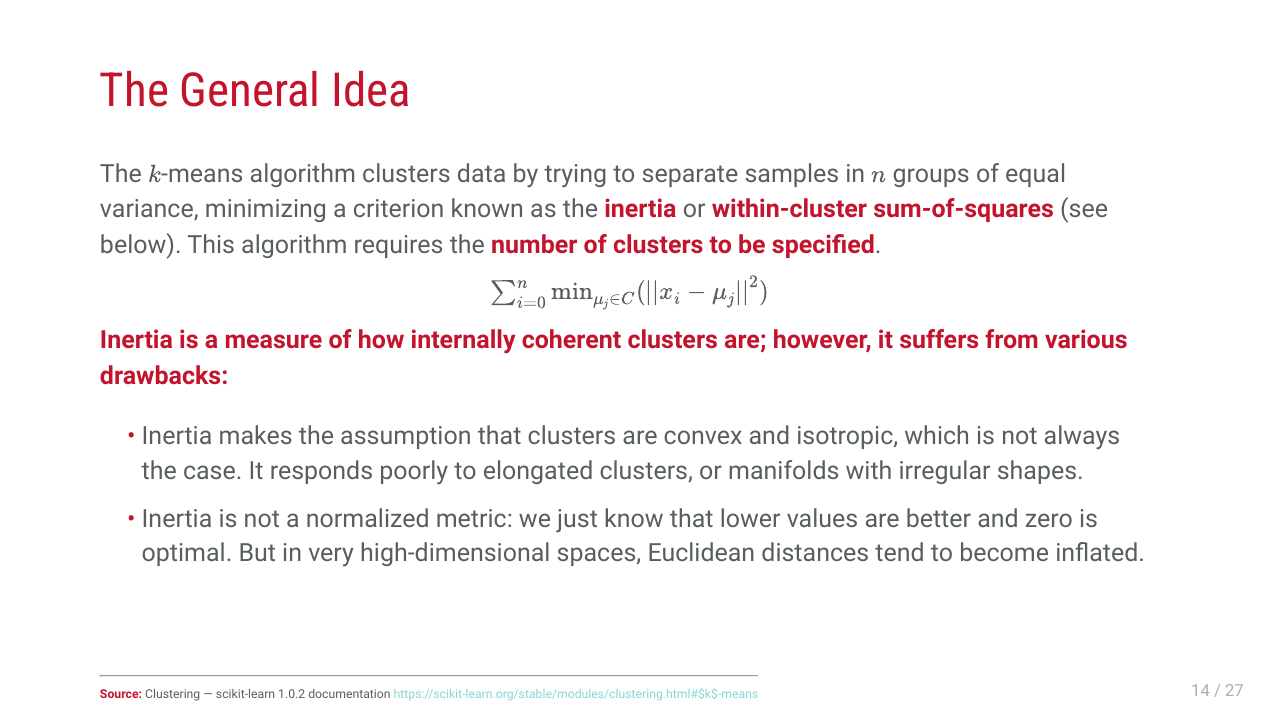 The General Idea
The k-means algorithm clusters data by trying to separate samples in n groups of equal
variance, minimizing a criterion known as the inertia or within-cluster sum-of-squares (see
below). This algorithm requires the number of clusters to be specified.
∑_{i=0}^{n} min_{μ_j∈C}(||x_i − μ_j||^2)
Inertia is a measure of how internally coherent clusters are; however, it suffers from various
drawbacks:
• Inertia makes the assumption that clusters are convex and isotropic, which is not always
the case. It responds poorly to elongated clusters, or manifolds with irregular shapes.
• Inertia is not a normalized metric: we just know that lower values are better and zero is
optimal. But in very high-dimensional spaces, Euclidean distances tend to become inflated.
Source: Clustering — scikit-learn 1.0.2 documentation https://scikit-learn.org/stable/modules/clustering.html#$k$-means
14 / 27